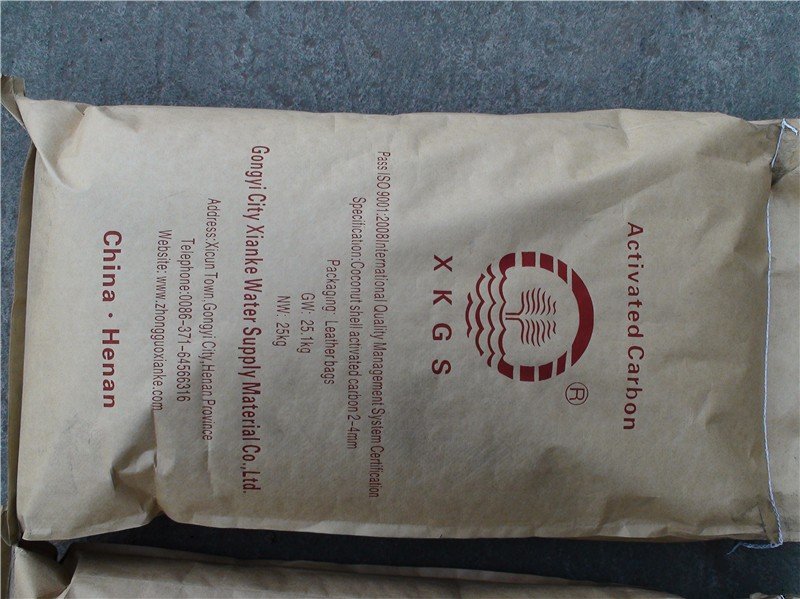 Activated Carbon
®
XKGS
Pass ISO 9001:2008 International Quality Management System Certification
Specification:Coconut shell activated carbon 2-4mm
Packaging: Leather bags
GW: 25.1kg
NW: 25kg
Gongyi City Xianke Water Supply Material Co.,Ltd.
Address:Xicun Town, Gongyi City,Henan Province
Telephone:0086-371-64506316
Website: www.zhongguoxianke.com
China · Henan